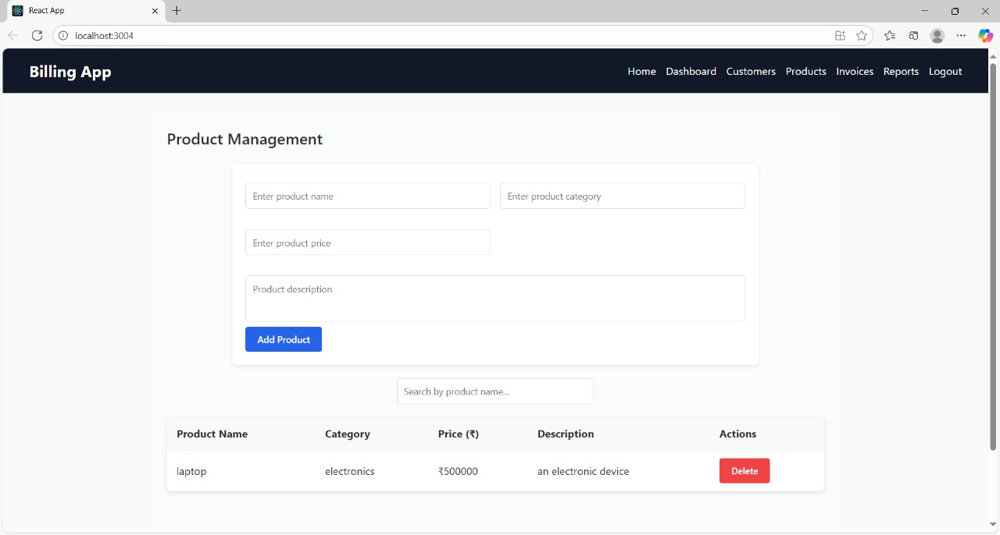 React App
localhost:3004
Billing App
Home Dashboard Customers Products Invoices Reports Logout
Product Management
Enter product name Enter product category
Enter product price
Product description
Add Product
Search by product name...
Product Name Category Price (₹) Description Actions
laptop electronics ₹500000 an electronic device Delete